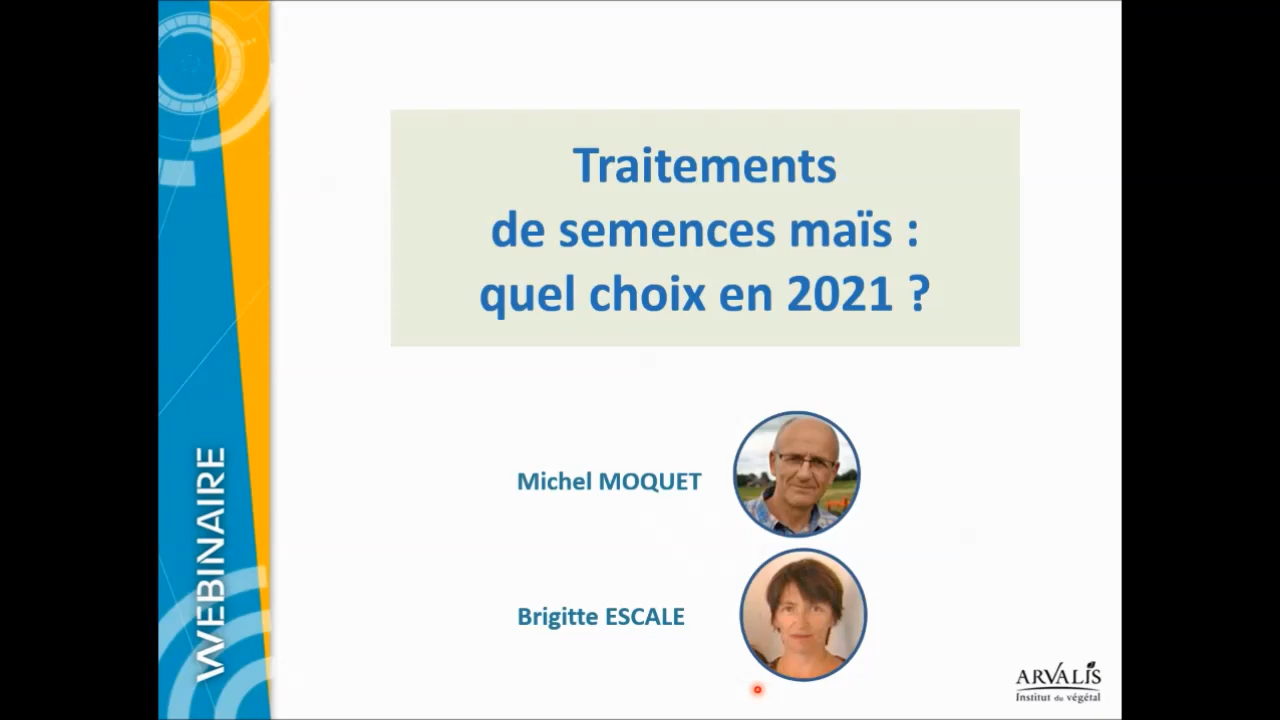 Traitements
de semences maïs :
quel choix en 2021 ?
Michel MOQUET
Brigitte ESCALE
WEBINAIRE
ARVALIS
Institut du végétal